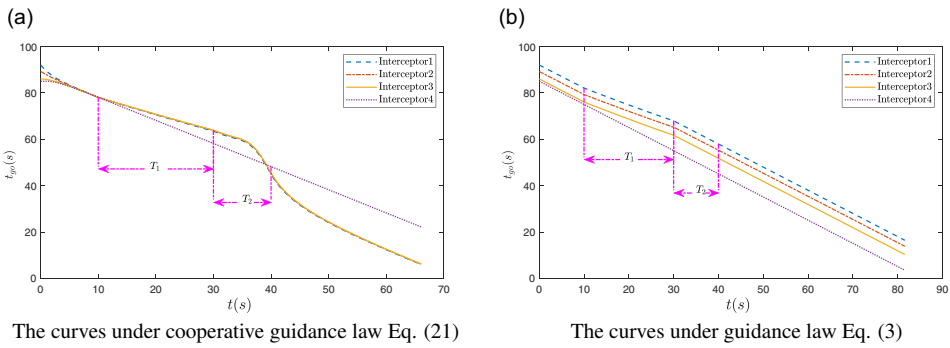 (a)
100
80
60
40
20
0
t_go(s)
0 10 20 30 40 50 60 70
t(s)
Interceptor1
Interceptor2
Interceptor3
Interceptor4
T_1
T_2
The curves under cooperative guidance law Eq. (21)
(b)
100
80
60
40
20
0
t_go(s)
0 10 20 30 40 50 60 70 80 90
t(s)
Interceptor1
Interceptor2
Interceptor3
Interceptor4
T_1
T_2
The curves under guidance law Eq. (3)